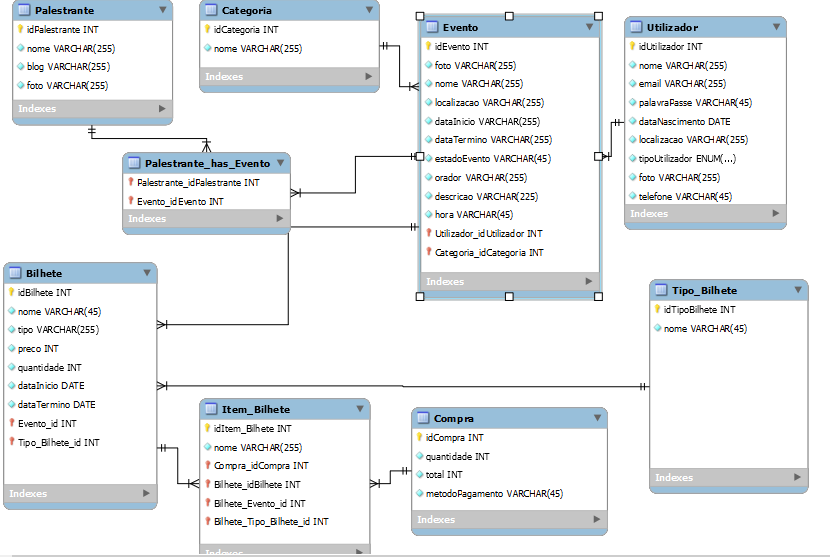 Palestrante
idPalestrante INT
nome VARCHAR(255)
blog VARCHAR(255)
foto VARCHAR(255)
Indexes
Categoria
idCategoria INT
nome VARCHAR(255)
Indexes
Evento
idEvento INT
foto VARCHAR(255)
nome VARCHAR(255)
localizacao VARCHAR(255)
dataInicio VARCHAR(255)
dataTermino VARCHAR(255)
estadoEvento VARCHAR(45)
orador VARCHAR(255)
descricao VARCHAR(225)
hora VARCHAR(45)
Utilizador_idUtilizador INT
Categoria_idCategoria INT
Indexes
Utilizador
idUtilizador INT
nome VARCHAR(255)
email VARCHAR(255)
palavraPasse VARCHAR(45)
dataNascimento DATE
localizacao VARCHAR(255)
tipoUtilizador ENUM(...)
foto VARCHAR(255)
telefone VARCHAR(45)
Indexes
Palestrante_has_Evento
Palestrante_idPalestrante INT
Evento_idEvento INT
Indexes
Bilhete
idBilhete INT
nome VARCHAR(45)
tipo VARCHAR(255)
preco INT
quantidade INT
dataInicio DATE
dataTermino DATE
Evento_id INT
Tipo_Bilhete_id INT
Indexes
Tipo_Bilhete
idTipoBilhete INT
nome VARCHAR(45)
Indexes
Item_Bilhete
idItem_Bilhete INT
nome VARCHAR(255)
Compra_idCompra INT
Bilhete_idBilhete INT
Bilhete_Evento_id INT
Bilhete_Tipo_Bilhete_id INT
Indexes
Compra
idCompra INT
quantidade INT
total INT
metodoPagamento VARCHAR(45)
Indexes